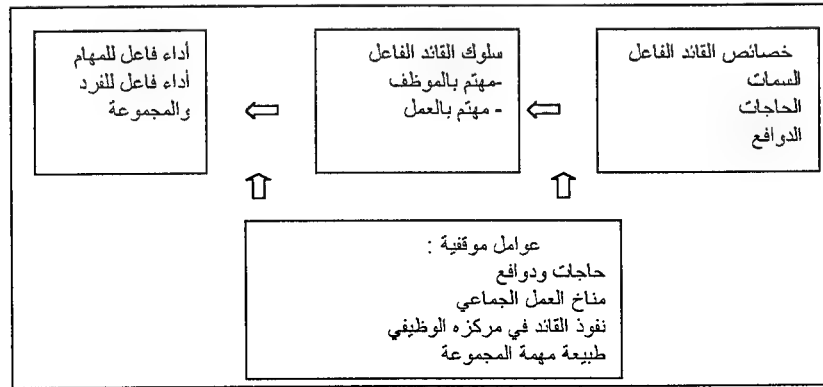 خصائص القائد الفاعل
السمات
الحاجات
الدوافع
سلوك القائد الفاعل
-مهتم بالموظف
- مهتم بالعمل
أداء فاعل للمهام
أداء فاعل للفرد
والمجموعة
عوامل موقفية :
حاجات ودوافع
مناخ العمل الجماعي
نفوذ القائد في مركزه الوظيفي
طبيعة مهمة المجموعة